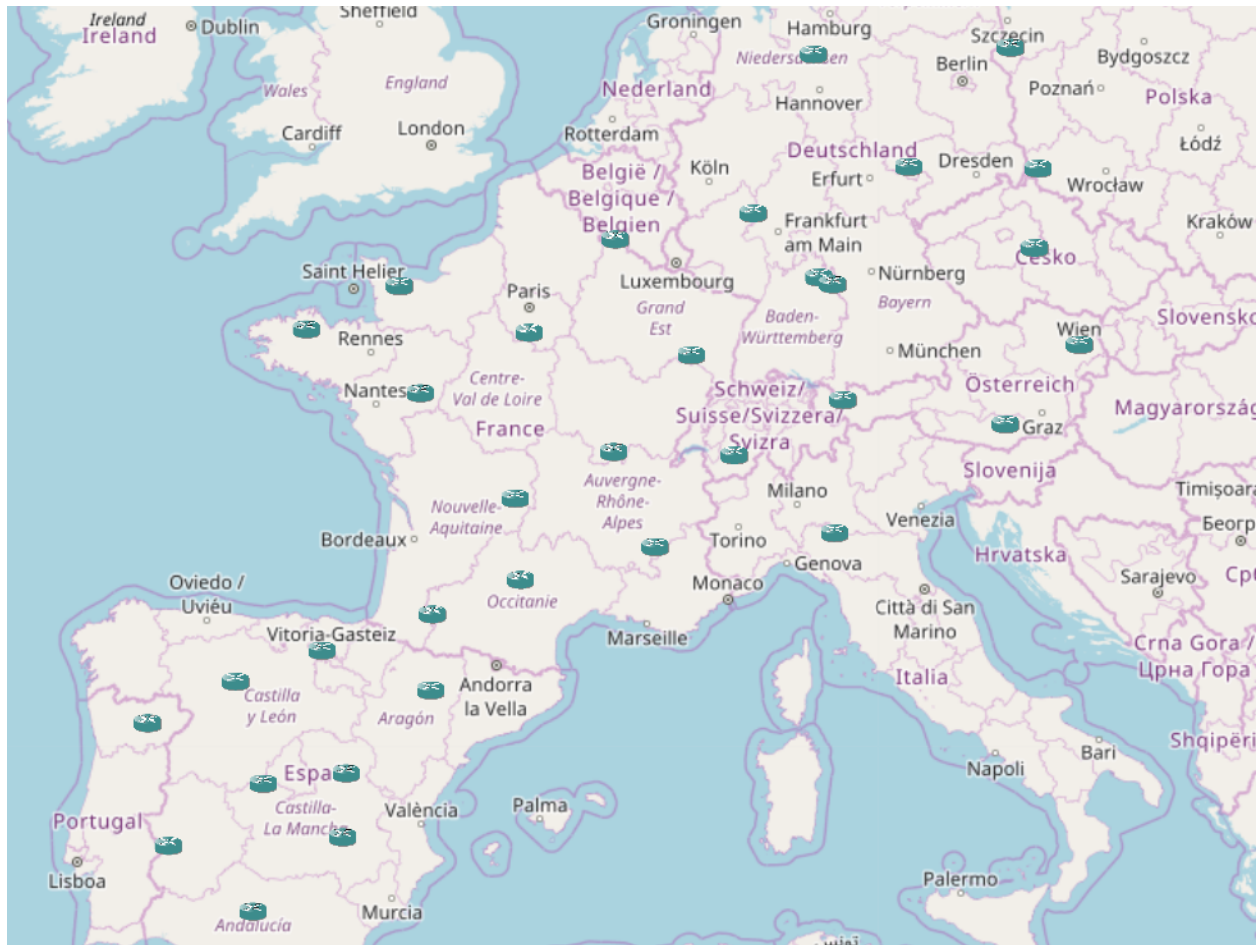 Sheffield
Ireland
Ireland
Dublin
Groningen
Hamburg
Szczecin
Bydgoszcz
Niedersachsen
Berlin
Wales
England
Nederland
Hannover
Poznań
Polska
Cardiff
London
Rotterdam
Łódź
België /
Belgique /
Belgien
Köln
Deutschland
Erfurt
Dresden
Wrocław
Frankfurt
am Main
Kraków
Česko
Saint Helier
Luxembourg
Nürnberg
Paris
Grand
Est
Bayern
Baden-
Württemberg
Rennes
Wien
Slovensko
München
Nantes
Centre-
Val de Loire
Schweiz/
Suisse/Svizzera/
Svizra
Österreich
Graz
Magyarország
France
Slovenija
Auvergne-
Rhône-
Alpes
Milano
Timișoara
Nouvelle-
Aquitaine
Venezia
Београ
Bordeaux
Torino
Genova
Hrvatska
Sarajevo
Срб
Oviedo /
Uviéu
Occitanie
Monaco
Città di San
Marino
Vitoria-Gasteiz
Marseille
Crna Gora /
Црна Гора
Andorra
la Vella
Italia
Castilla
y León
Aragón
Shqipëri
Bari
Napoli
Espa
Castilla-
La Mancha
València
Palma
Portugal
Lisboa
Palermo
Murcia
Andalucía